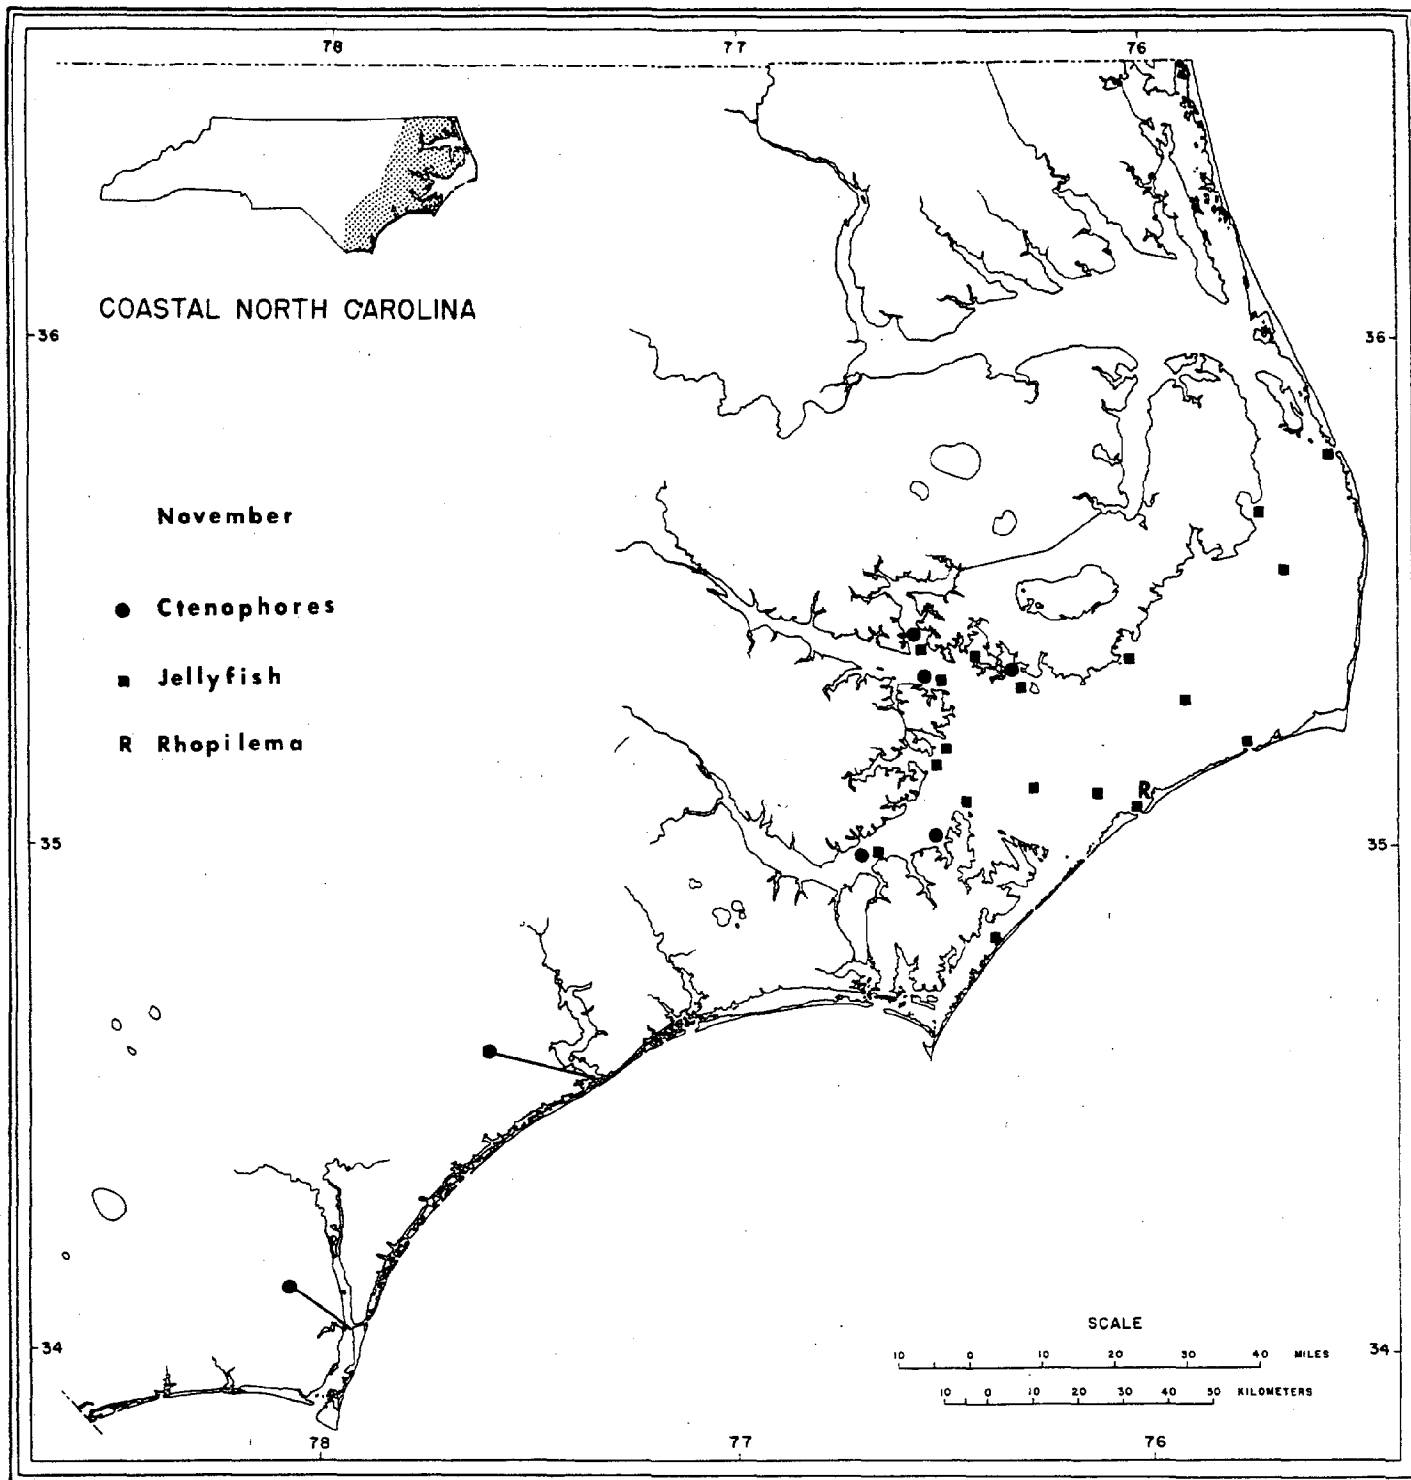 78 77 76
COASTAL NORTH CAROLINA
36 36
November
Ctenophores
Jellyfish
R Rhopilema
R
35 35
SCALE
10 0 10 20 30 40 MILES
10 0 10 20 30 40 50 KILOMETERS
34 34
78 77 76